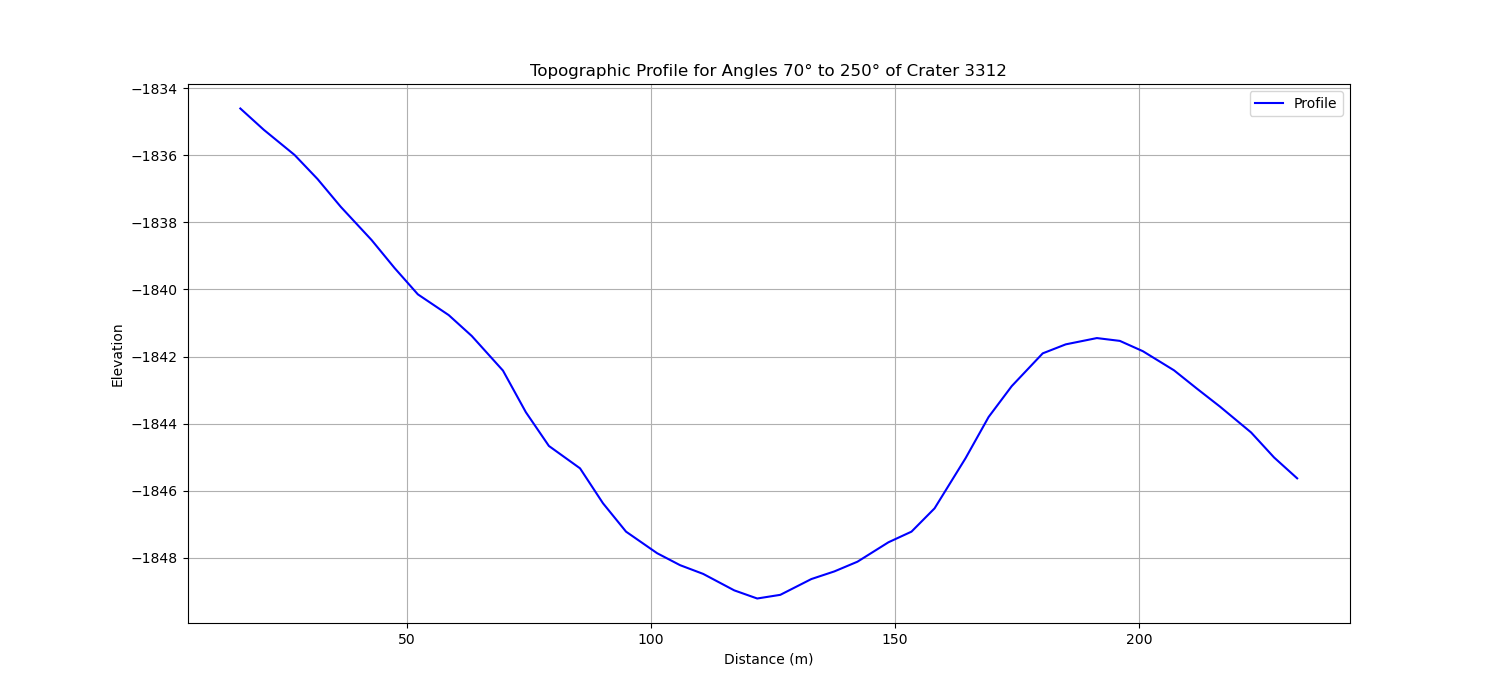 Topographic Profile for Angles 70° to 250° of Crater 3312
Profile
−1834
−1836
−1838
−1840
−1842
−1844
−1846
−1848
Elevation
50 100 150 200
Distance (m)